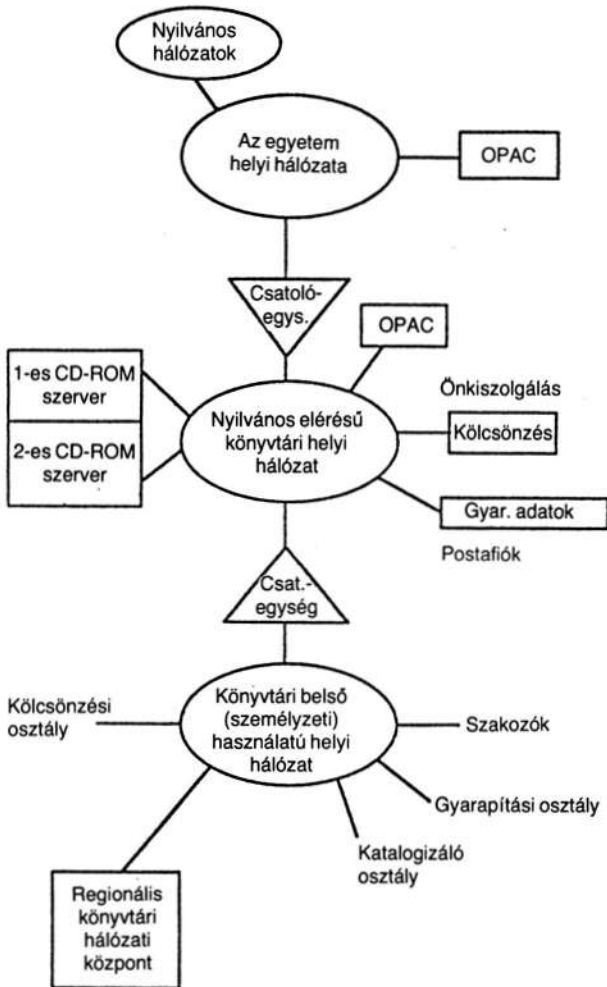 Nyilvános
hálózatok
Az egyetem
helyi hálózata
OPAC
Csatoló-
egys.
OPAC
1-es CD-ROM
szerver
2-es CD-ROM
szerver
Nyilvános elérésű
könyvtári helyi
hálózat
Önkiszolgálás
Kölcsönzés
Gyar. adatok
Postafiók
Csat.-
egység
Kölcsönzési
osztály
Könyvtári belső
(személyzeti)
használatú helyi
hálózat
Szakozók
Gyarapítási osztály
Katalogizáló
osztály
Regionális
könyvtári
hálózati
központ